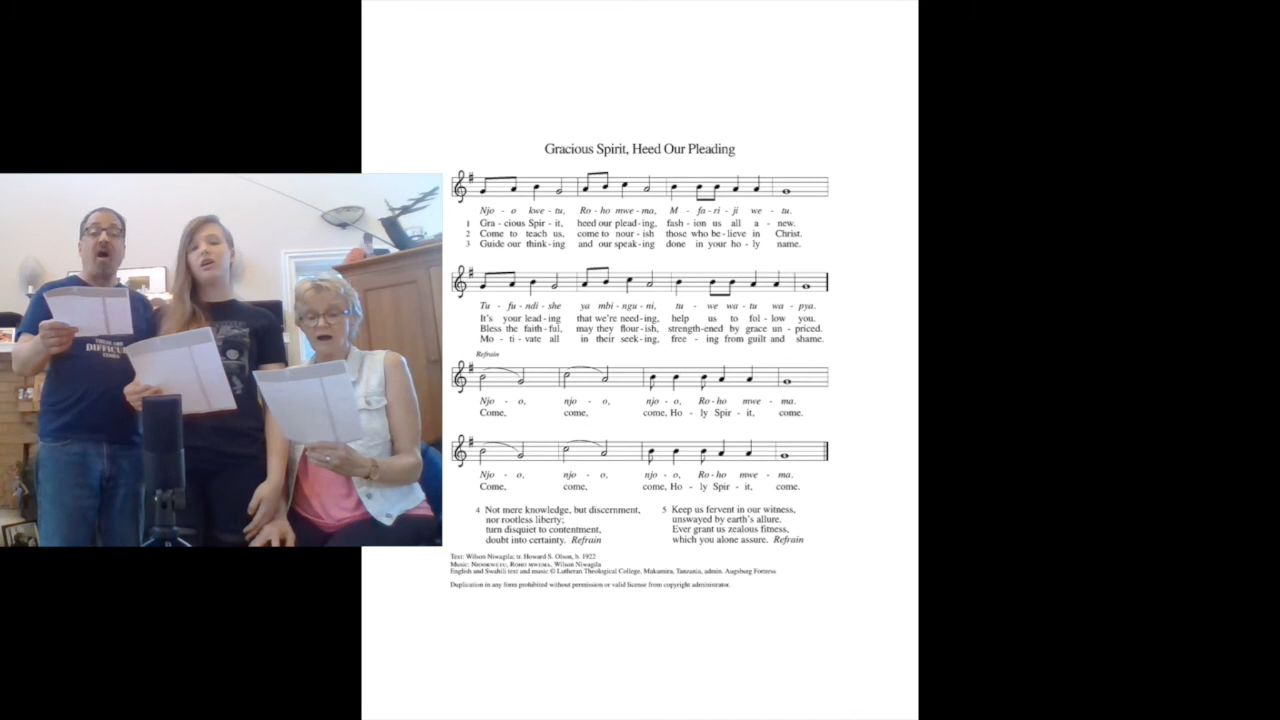 Gracious Spirit, Heed Our Pleading
Njo - o kwe - tu, Ro - ho mwe - ma, M - fa - ri - ji we - tu.
1 Gra - cious Spir - it, heed our plead - ing, fash - ion us all a - new.
2 Come to teach us, come to nour - ish those who be - lieve in Christ.
3 Guide our think - ing and our speak - ing done in your ho - ly name.
Tu - fu - ndi - she ya mbi - ngu - ni, tu - we wa - tu wa - pya.
It's your lead - ing that we're need - ing, help us to fol - low you.
Bless the faith - ful, may they flour - ish, strength - ened by grace un - priced.
Mo - ti - vate all in their seek - ing, free - ing from guilt and shame.
Refrain
Njo - o, njo - o, njo - o, Ro - ho mwe - ma.
Come, come, come, Ho - ly Spir - it, come.
Njo - o, njo - o, njo - o, Ro - ho mwe - ma.
Come, come, come, Ho - ly Spir - it, come.
4 Not mere knowledge, but discernment,
nor rootless liberty;
turn disquiet to contentment,
doubt into certainty. Refrain
5 Keep us fervent in our witness,
unswayed by earth's allure.
Ever grant us zealous fitness,
which you alone assure. Refrain
Text: Wilson Niwagila; tr. Howard S. Olson, b. 1922
Music: NJOO KWETU, ROHO MWEMA, Wilson Niwagila
English and Swahili text and music © Lutheran Theological College, Makumira, Tanzania, admin. Augsburg Fortress
Duplication in any form prohibited without permission or valid license from copyright administrator.
THESE ARE
DIFFICUL
TIMES